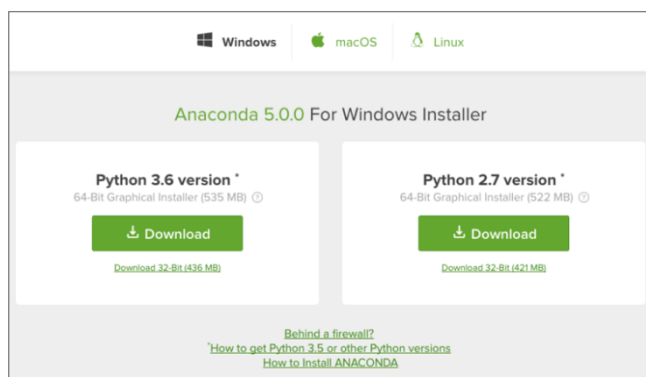 Windows macOS Linux
Anaconda 5.0.0 For Windows Installer
Python 3.6 version *
64-Bit Graphical Installer (535 MB) ?
Download
Download 32-Bit (436 MB)
Python 2.7 version *
64-Bit Graphical Installer (522 MB) ?
Download
Download 32-Bit (421 MB)
Behind a firewall?
*How to get Python 3.5 or other Python versions
How to Install ANACONDA